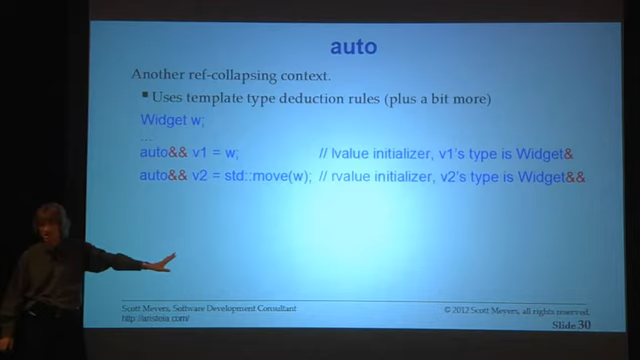 auto
Another ref-collapsing context.
▪ Uses template type deduction rules (plus a bit more)
Widget w;
...
auto&& v1 = w; // lvalue initializer, v1's type is Widget&
auto&& v2 = std::move(w); // rvalue initializer, v2's type is Widget&&
Scott Meyers, Software Development Consultant © 2012 Scott Meyers, all rights reserved.
http://aristeia.com/ Slide 30